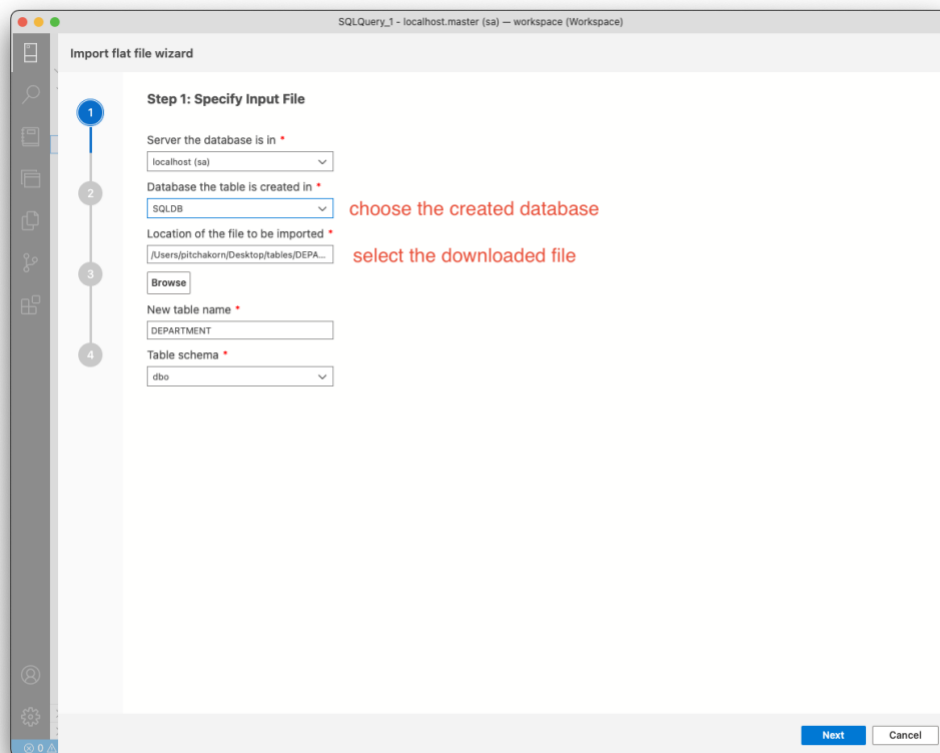 SQLQuery_1 - localhost.master (sa) — workspace (Workspace)
Import flat file wizard
1
2
3
4
Step 1: Specify Input File
Server the database is in *
localhost (sa)
Database the table is created in *
SQLDB
choose the created database
Location of the file to be imported *
/Users/pitchakorn/Desktop/tables/DEPA...
select the downloaded file
Browse
New table name *
DEPARTMENT
Table schema *
dbo
0
Next
Cancel